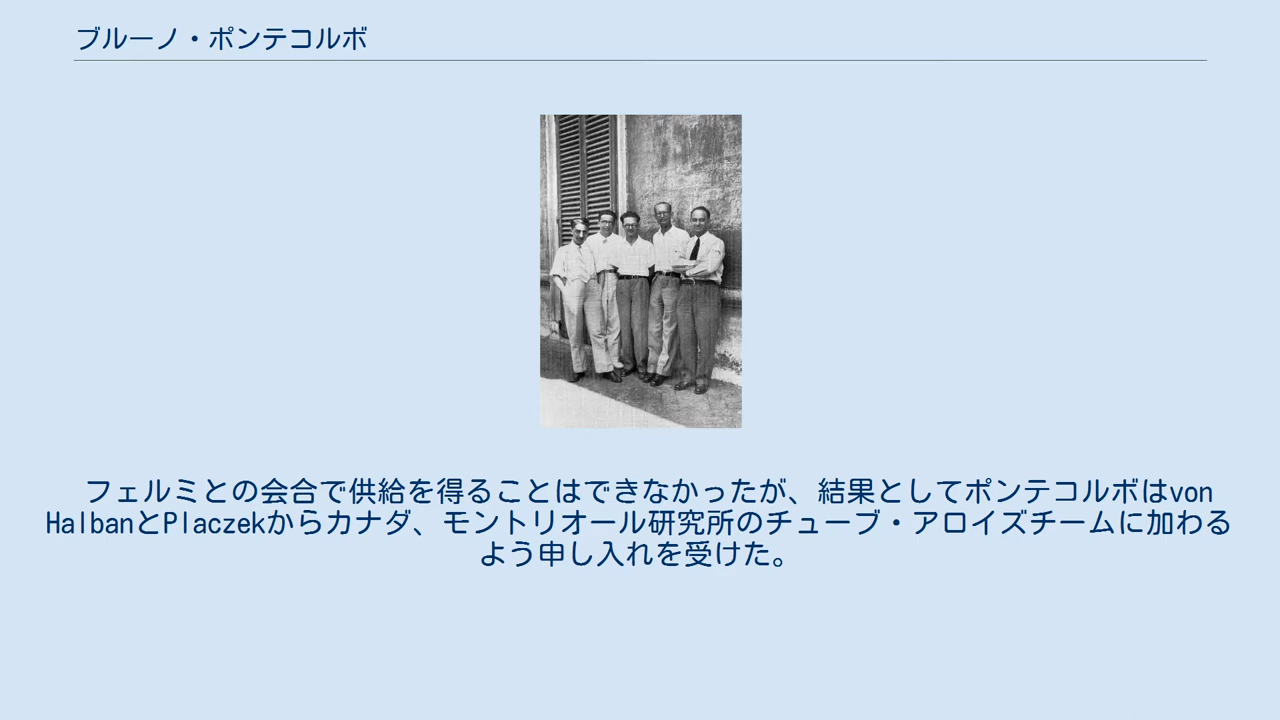 ブルーノ・ポンテコルボ
フェルミとの会合で供給を得ることはできなかったが、結果としてポンテコルボはvon
HalbanとPlaczekからカナダ、モントリオール研究所のチューブ・アロイズチームに加わる
よう申し入れを受けた。